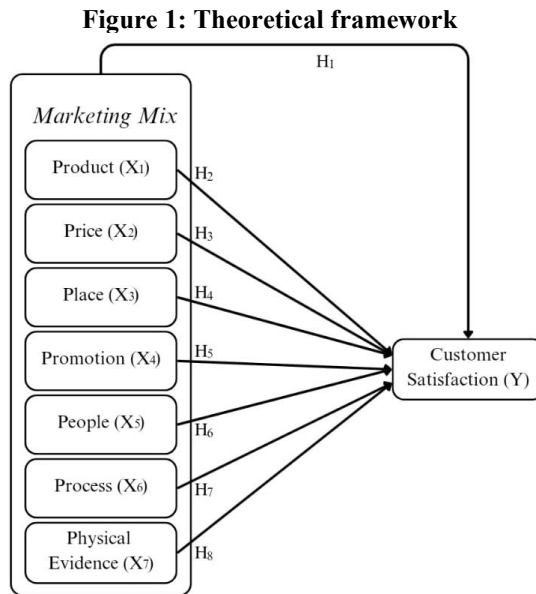 Figure 1: Theoretical framework
H₁
Marketing Mix
Product (X₁)
H₂
Price (X₂)
H₃
Place (X₃)
H₄
Promotion (X₄)
H₅
Customer
Satisfaction (Y)
People (X₅)
H₆
Process (X₆)
H₇
Physical
Evidence (X₇)
H₈